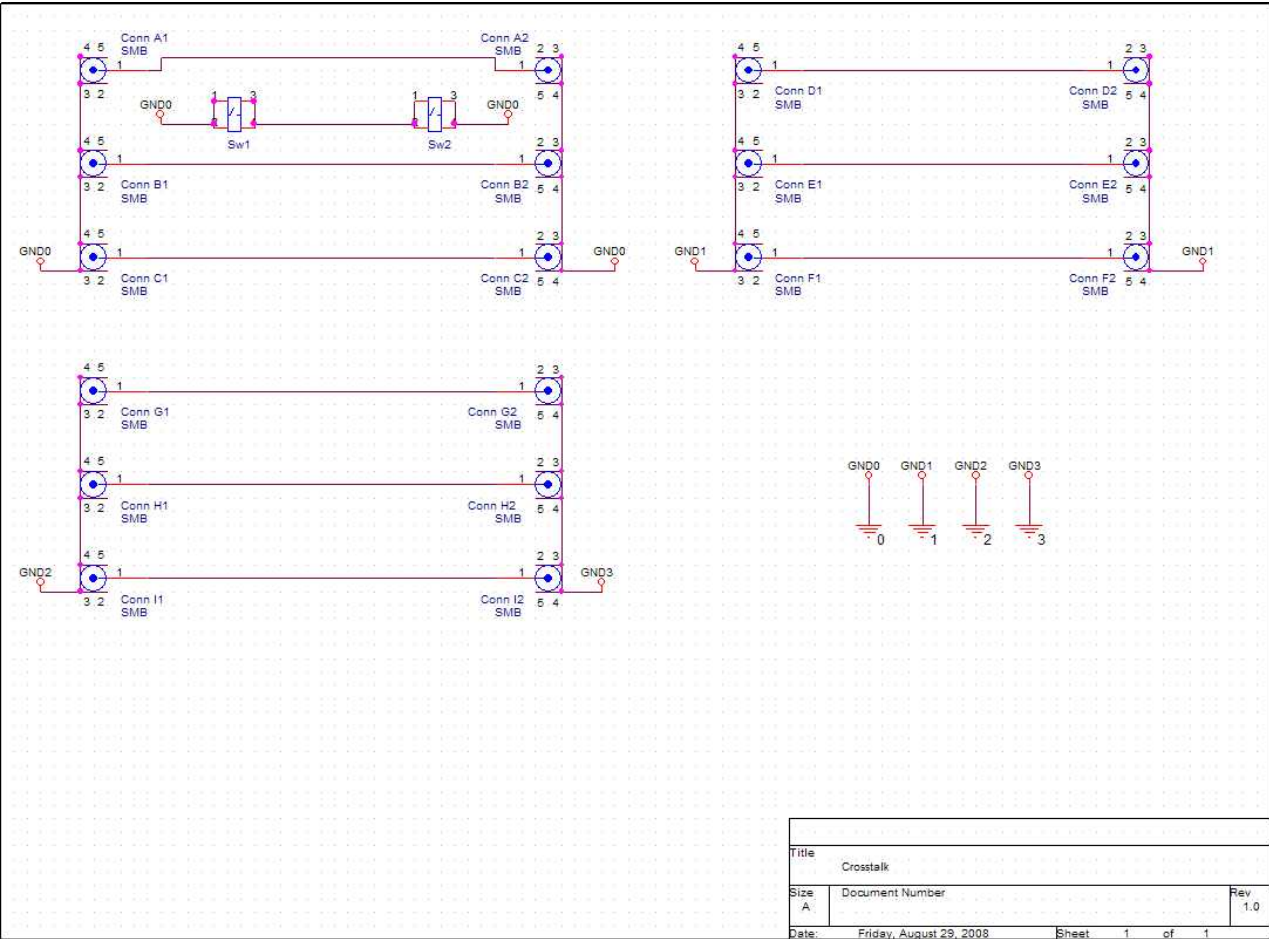 Conn A1
SMB
4 5
1
3 2
Conn A2
SMB
2 3
1
5 4
GND0
1 3
Sw1
1 3
Sw2
GND0
4 5
1
3 2
Conn B1
SMB
2 3
1
Conn B2
SMB
5 4
GND0
4 5
1
3 2
Conn C1
SMB
2 3
1
Conn C2
SMB
5 4
GND0
4 5
1
3 2
Conn D1
SMB
2 3
1
Conn D2
SMB
5 4
4 5
1
3 2
Conn E1
SMB
2 3
1
Conn E2
SMB
5 4
GND1
4 5
1
3 2
Conn F1
SMB
2 3
1
Conn F2
SMB
5 4
GND1
4 5
1
3 2
Conn G1
SMB
2 3
1
Conn G2
SMB
5 4
4 5
1
3 2
Conn H1
SMB
2 3
1
Conn H2
SMB
5 4
GND2
4 5
1
3 2
Conn I1
SMB
2 3
1
Conn I2
SMB
5 4
GND3
GND0 GND1 GND2 GND3
0 1 2 3
Title
Crosstalk
Size Document Number Rev
A 1.0
Date: Friday, August 29, 2008 Sheet 1 of 1